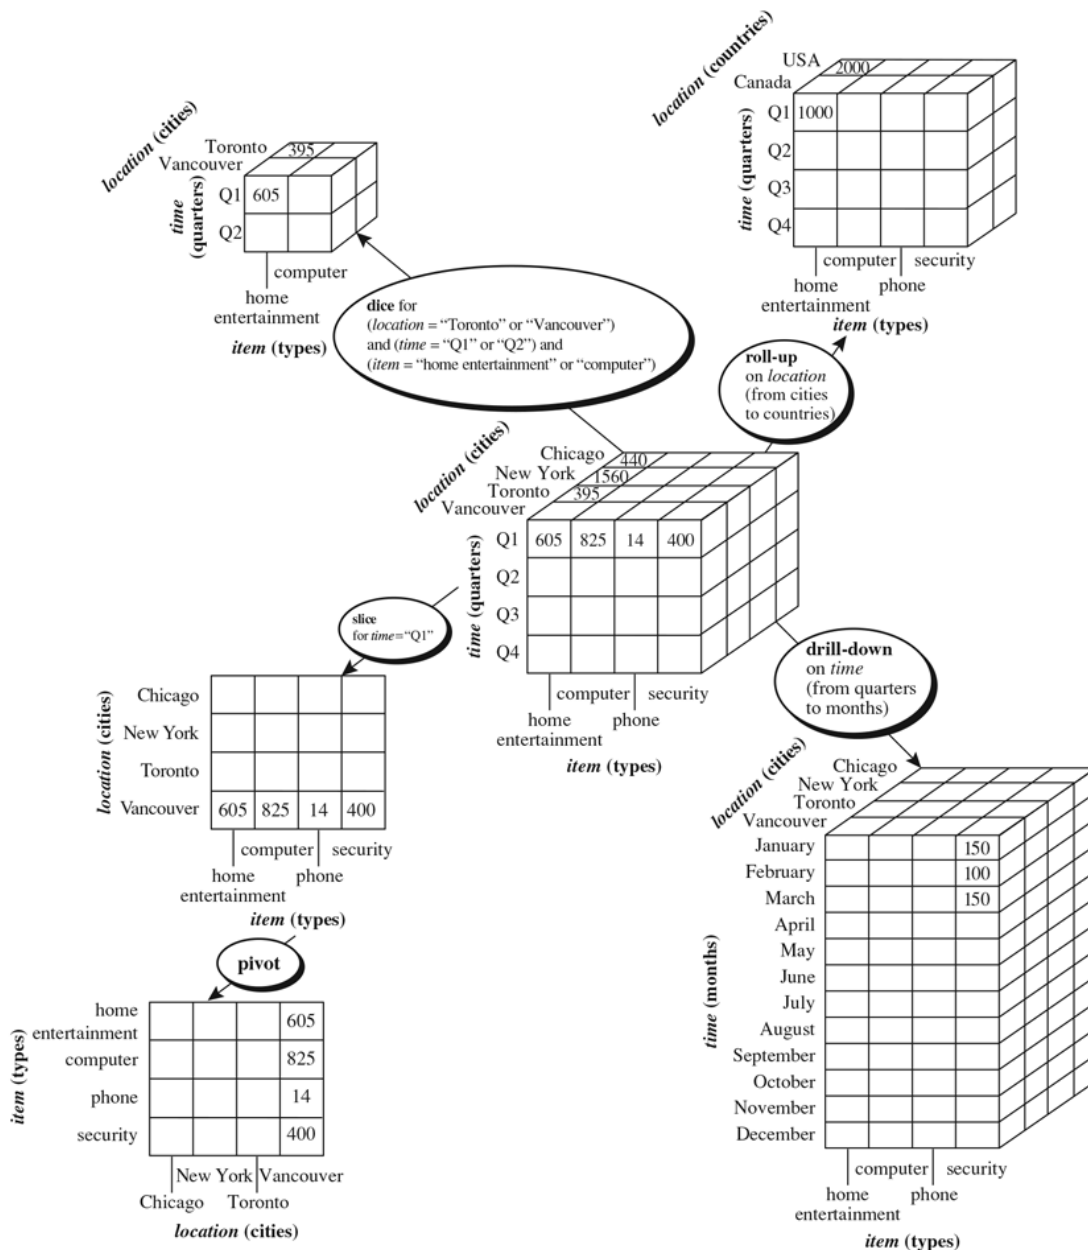 location (cities)
Toronto
395
Vancouver
Q1
605
Q2
time
(quarters)
computer
home
entertainment
item (types)
location (countries)
USA
2000
Canada
Q1
1000
Q2
Q3
Q4
time (quarters)
computer
security
home
phone
entertainment
item (types)
dice for
(location = “Toronto” or “Vancouver”)
and (time = “Q1” or “Q2”) and
(item = “home entertainment” or “computer”)
roll-up
on location
(from cities
to countries)
location (cities)
Chicago
440
New York
1560
Toronto
395
Vancouver
Q1
605 825 14 400
Q2
Q3
Q4
time (quarters)
computer
security
home
phone
entertainment
item (types)
slice
for time = “Q1”
drill-down
on time
(from quarters
to months)
location (cities)
Chicago
New York
Toronto
Vancouver
605 825 14 400
computer
security
home
phone
entertainment
item (types)
pivot
item (types)
home
entertainment
605
computer
825
phone
14
security
400
New York Vancouver
Chicago Toronto
location (cities)
location (cities)
Chicago
New York
Toronto
Vancouver
time (months)
January
150
February
100
March
150
April
May
June
July
August
September
October
November
December
computer
security
home
phone
entertainment
item (types)